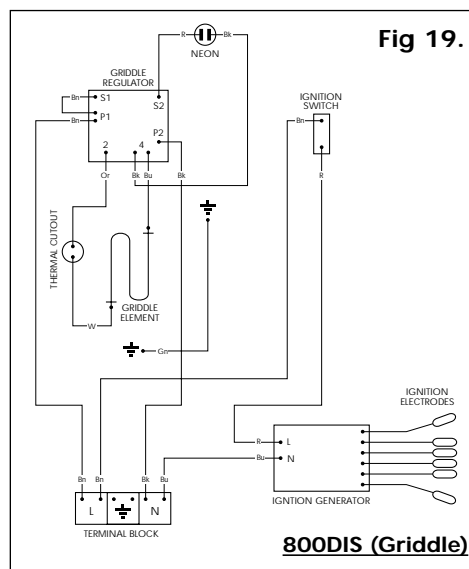 Fig 19.
R
Bk
NEON
GRIDDLE
REGULATOR
IGNITION
SWITCH
Bn
S1
S2
P1
Bn
P2
Bn
2
4
Or
Bk
Bu
Bk
R
THERMAL CUTOUT
GRIDDLE
ELEMENT
W
Gn
IGNITION
ELECTRODES
R
L
Bu
N
Bn
Bn
Bk
Bu
L
N
IGNITION GENERATOR
TERMINAL BLOCK
800DIS (Griddle)